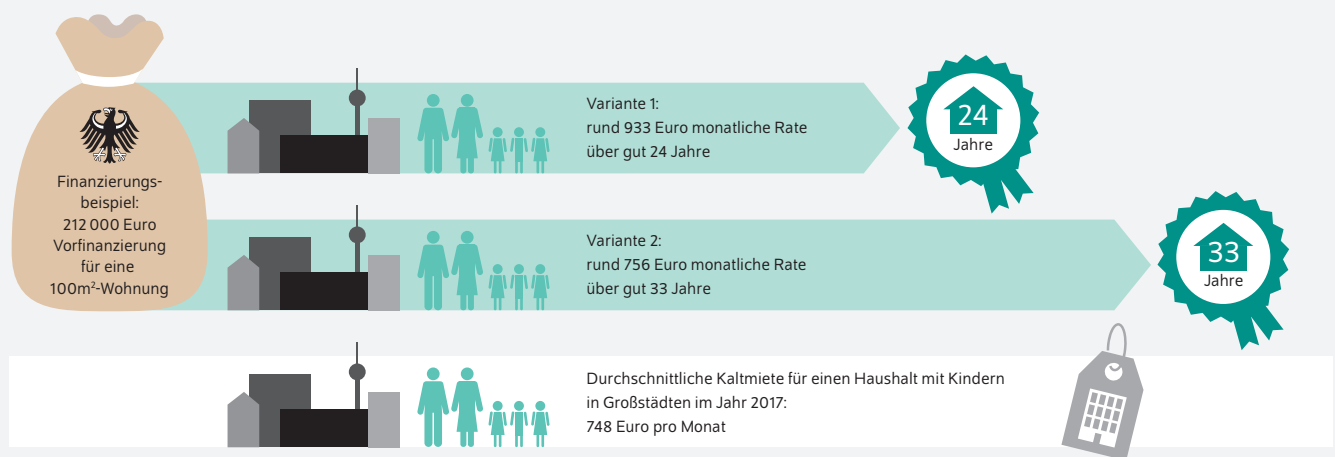 Finanzierungs-
beispiel:
212 000 Euro
Vorfinanzierung
für eine
100m²-Wohnung
Variante 1:
rund 933 Euro monatliche Rate
über gut 24 Jahre
24
Jahre
Variante 2:
rund 756 Euro monatliche Rate
über gut 33 Jahre
33
Jahre
Durchschnittliche Kaltmiete für einen Haushalt mit Kindern
in Großstädten im Jahr 2017:
748 Euro pro Monat